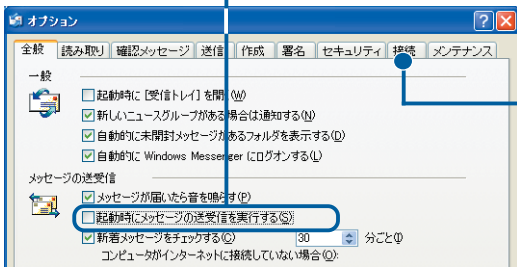 オプション
全般 読み取り 確認メッセージ 送信 作成 署名 セキュリティ 接続 メンテナンス
一般
起動時に [受信トレイ] を開く(W)
新しいニュースグループがある場合は通知する(N)
自動的に未開封メッセージがあるフォルダを表示する(D)
自動的に Windows Messenger にログオンする(L)
メッセージの送受信
メッセージが届いたら音を鳴らす(P)
起動時にメッセージの送受信を実行する(S)
新着メッセージをチェックする(C) 30 分ごと(I)
コンピュータがインターネットに接続していない場合(O):